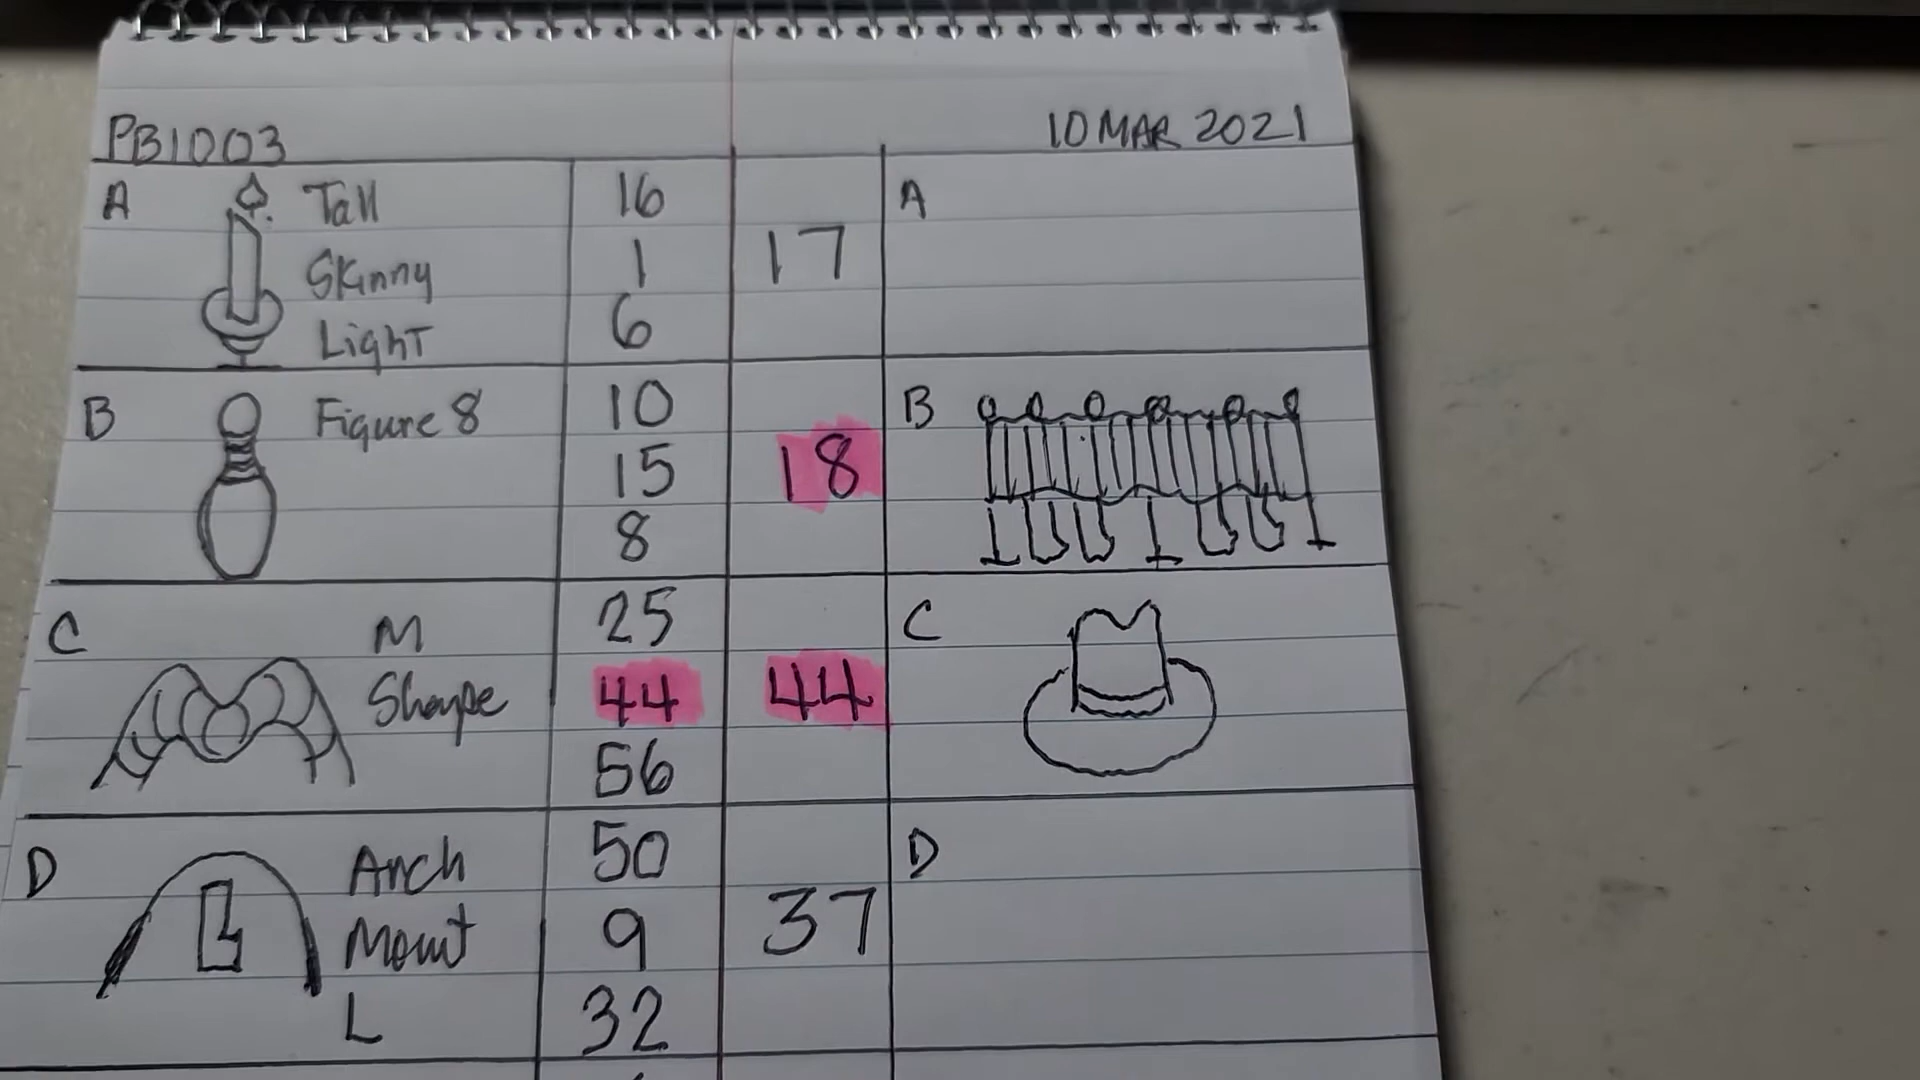 PB1003
10 MAR 2021
A Tall 16 A
Skinny 1 17
Light 6
B Figure 8 10 B
15 18
8
C M 25 C
Shape 44 44
56
D Arch 50 D
Mount 9 37
L 32